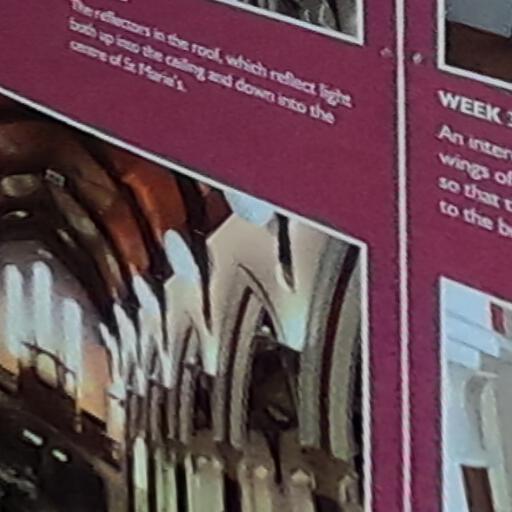 The reflectors in the roof, which reflect light
both up into the ceiling and down into the
centre of St Marie's.
WEEK
An inter
wings of
so that t
to the b